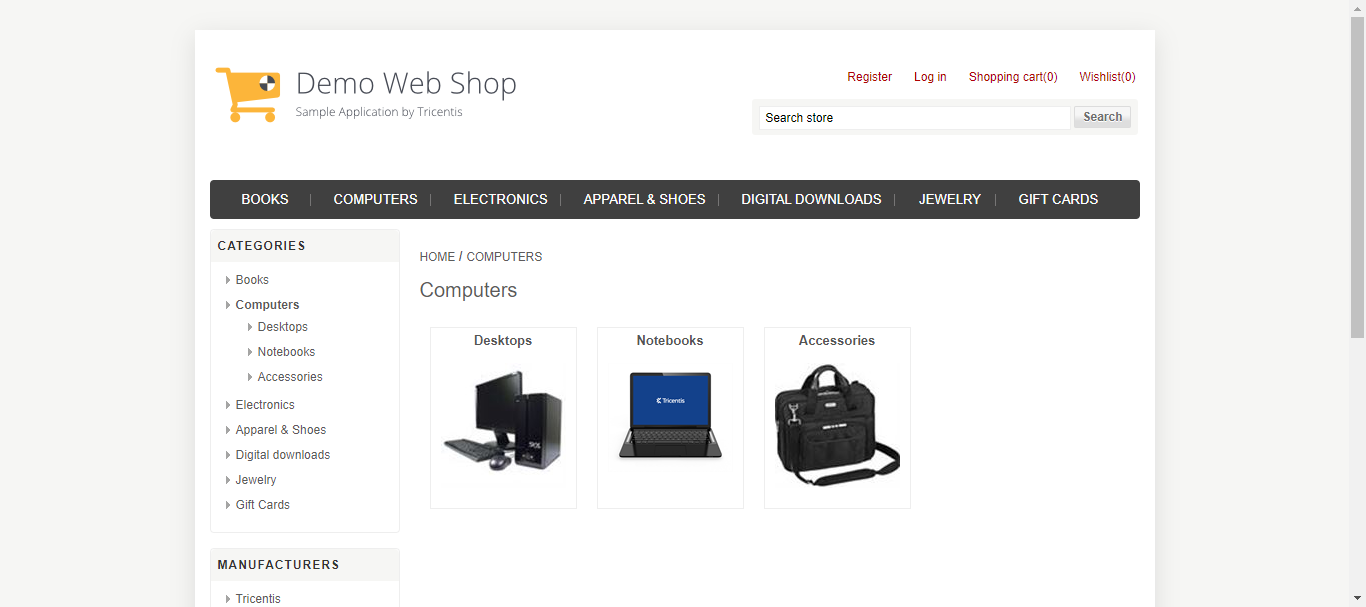 Demo Web Shop
Sample Application by Tricentis
Register Log in Shopping cart(0) Wishlist(0)
Search store Search
BOOKS COMPUTERS ELECTRONICS APPAREL & SHOES DIGITAL DOWNLOADS JEWELRY GIFT CARDS
CATEGORIES
Books
Computers
Desktops
Notebooks
Accessories
Electronics
Apparel & Shoes
Digital downloads
Jewelry
Gift Cards
MANUFACTURERS
Tricentis
HOME / COMPUTERS
Computers
Desktops Notebooks Accessories
Tricentis